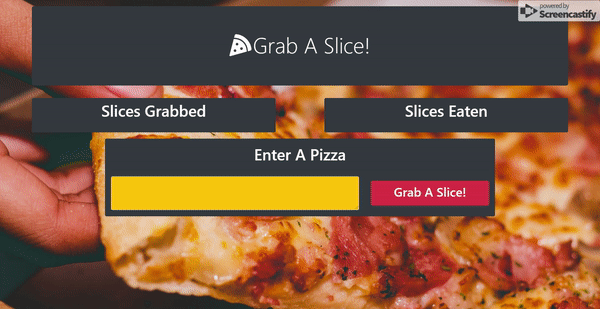 powered by
Screencastify
Grab A Slice!
Slices Grabbed
Slices Eaten
Enter A Pizza
Grab A Slice!